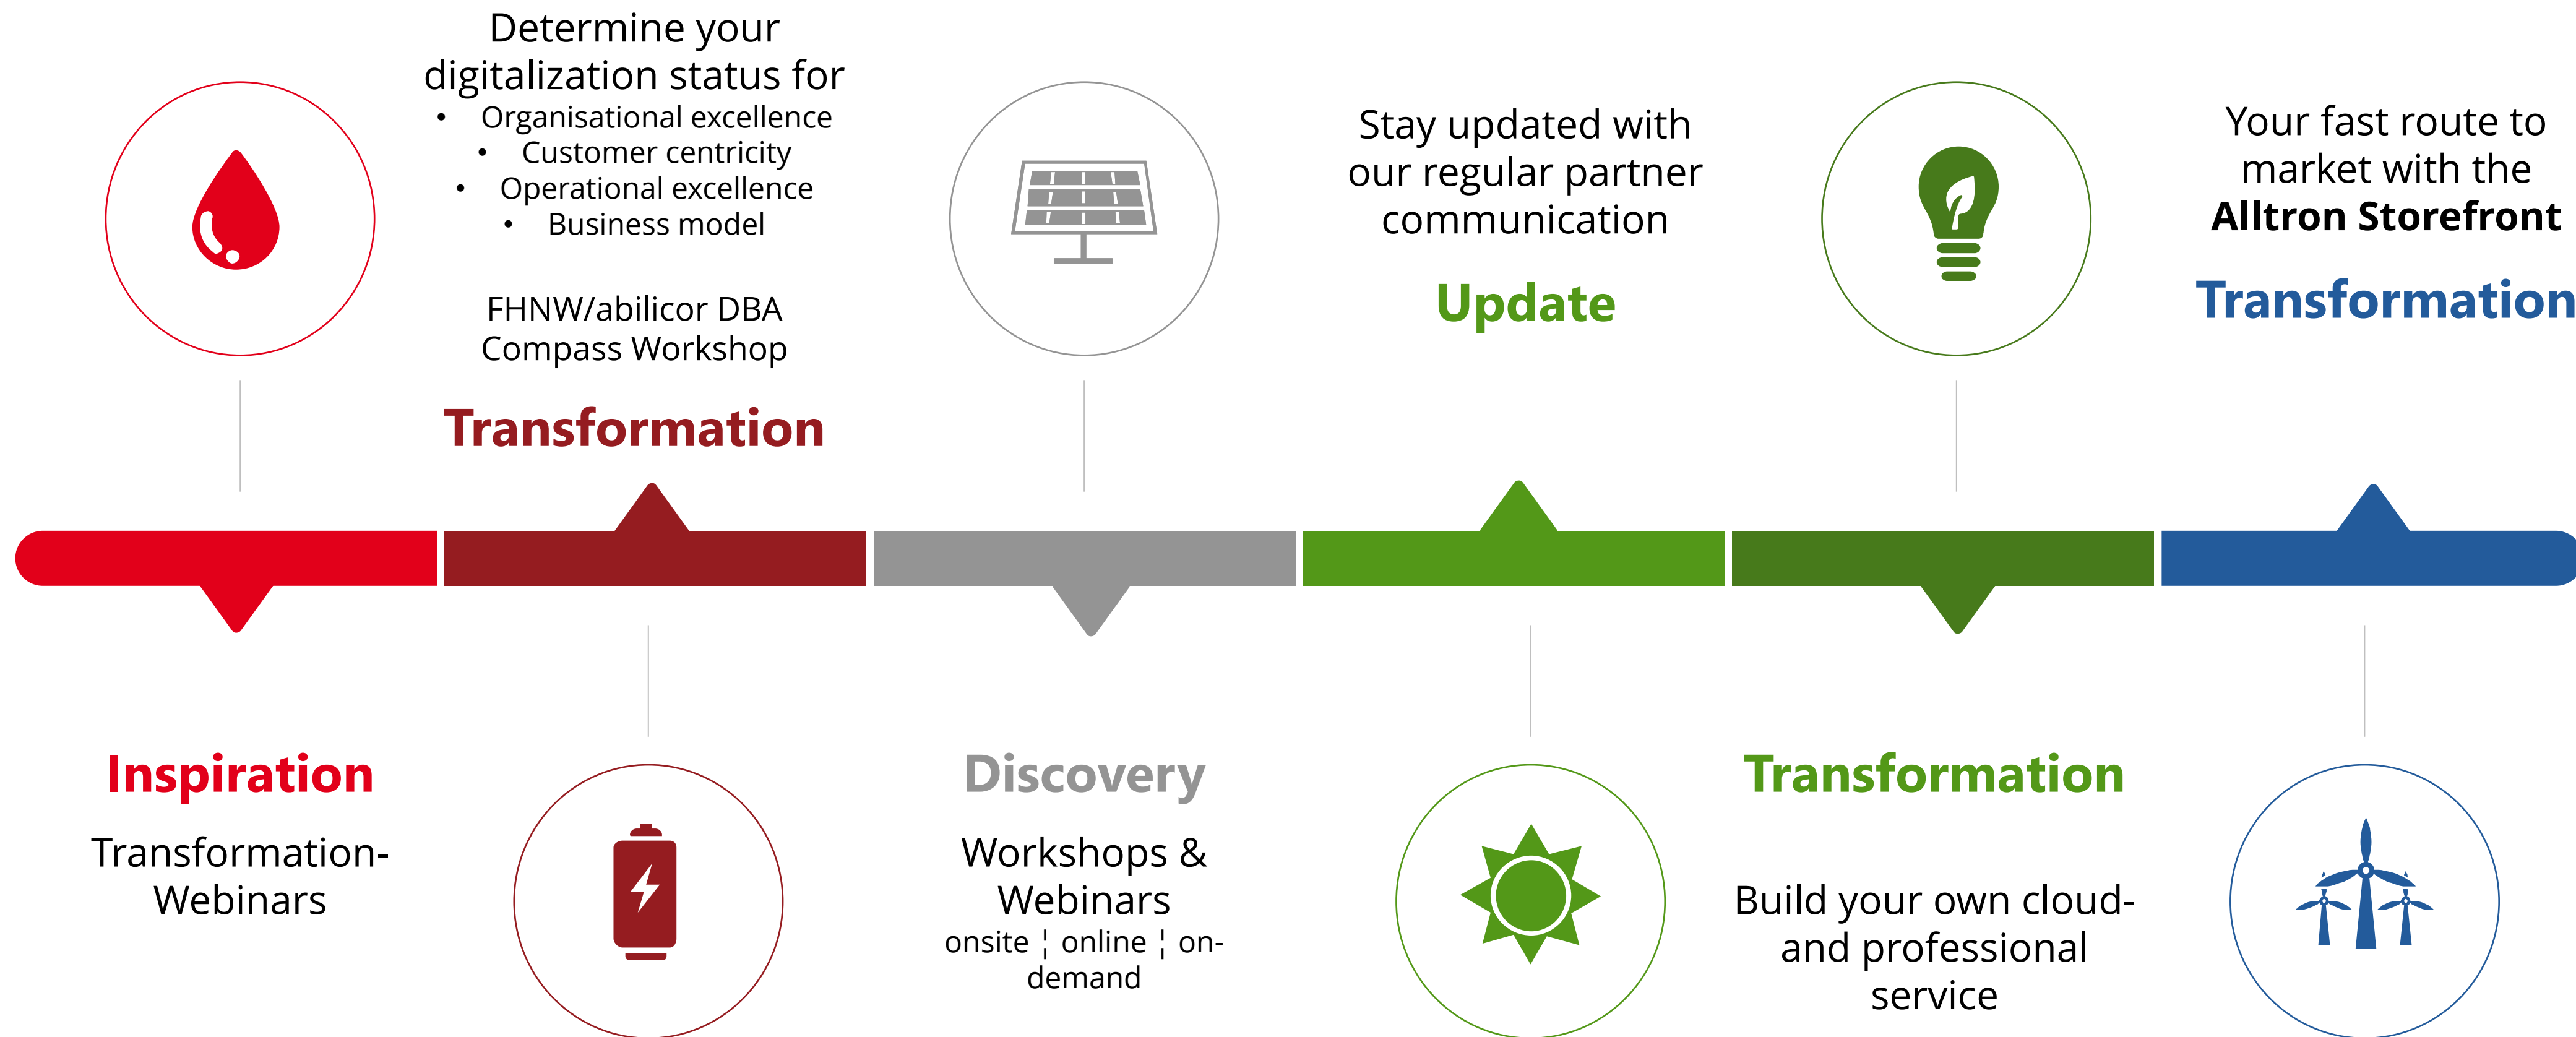 Inspiration
Transformation-
Webinars
Determine your
digitalization status for
• Organisational excellence
• Customer centricity
• Operational excellence
• Business model
FHNW/abilicor DBA
Compass Workshop
Transformation
Discovery
Workshops &
Webinars
onsite ¦ online ¦ on-
demand
Stay updated with
our regular partner
communication
Update
Transformation
Build your own cloud-
and professional
service
Your fast route to
market with the
Alltron Storefront
Transformation